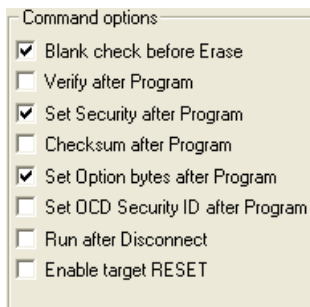 Command options
Blank check before Erase
Verify after Program
Set Security after Program
Checksum after Program
Set Option bytes after Program
Set OCD Security ID after Program
Run after Disconnect
Enable target RESET